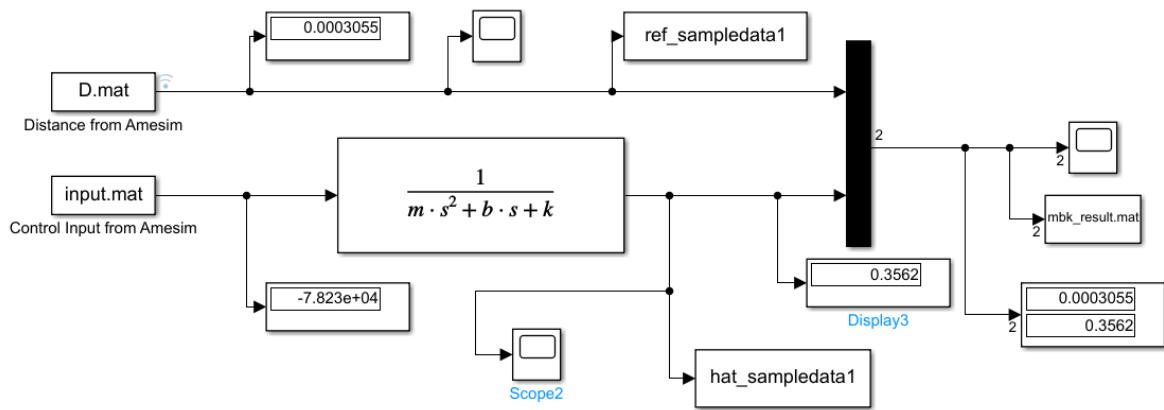 0.0003055
ref_sampledata1
D.mat
Distance from Amesim
2
2
1
m · s² + b · s + k
input.mat
Control Input from Amesim
mbk_result.mat
2
-7.823e+04
0.3562
Display3
0.0003055
2
0.3562
Scope2
hat_sampledata1